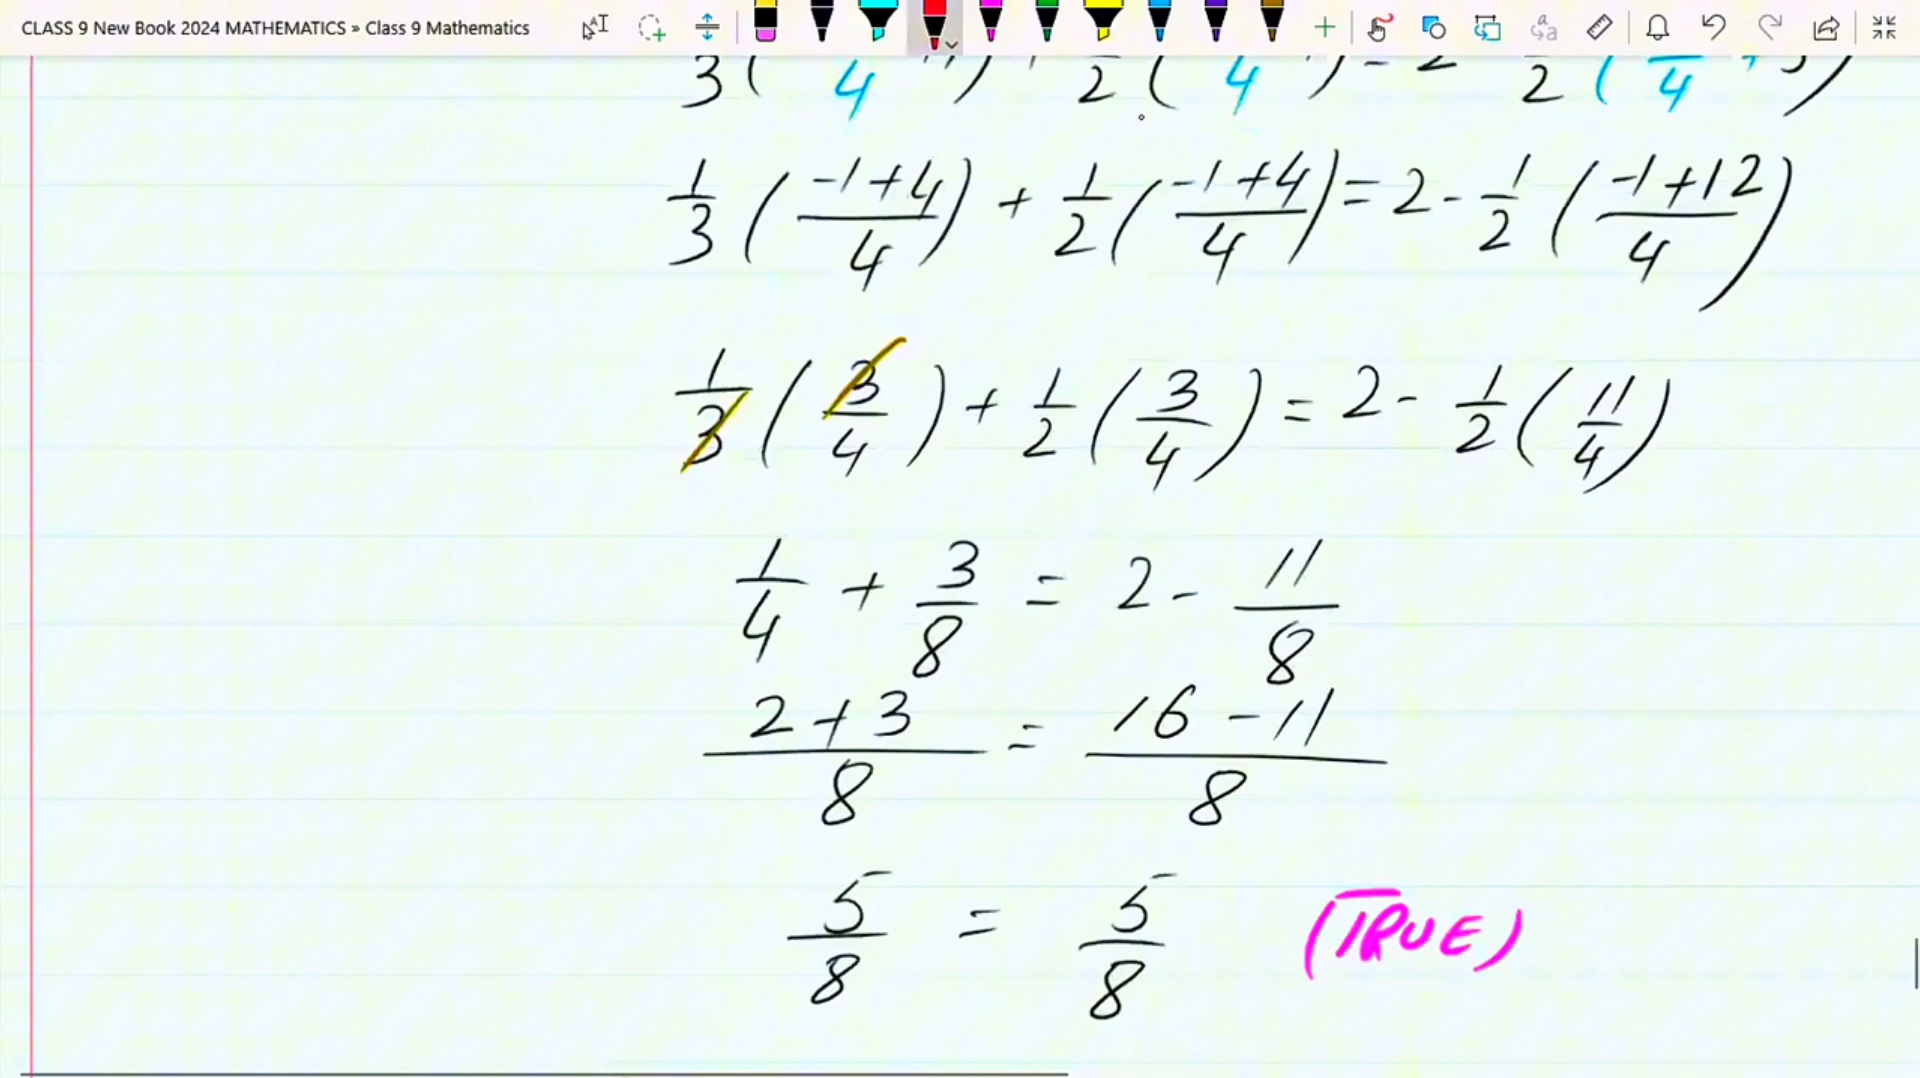 CLASS 9 New Book 2024 MATHEMATICS » Class 9 Mathematics
1/3 ( (-1+4)/4 ) + 1/2 ( (-1+4)/4 ) = 2 - 1/2 ( (-1+12)/4 )
1/3 ( 3/4 ) + 1/2 ( 3/4 ) = 2 - 1/2 ( 11/4 )
1/4 + 3/8 = 2 - 11/8
(2+3)/8 = (16-11)/8
5/8 = 5/8 (TRUE)